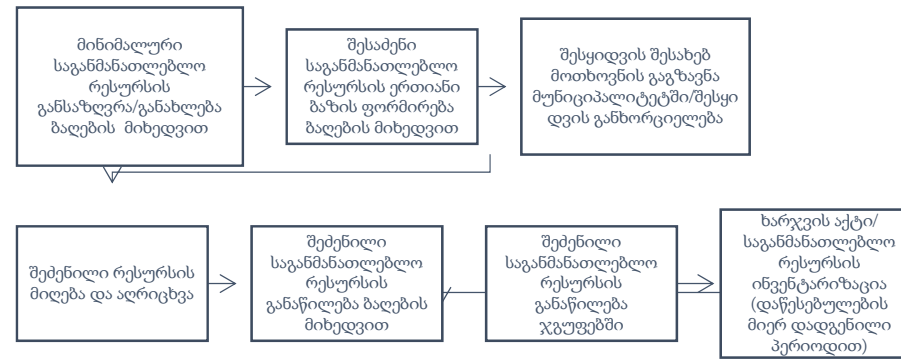 მინიმალური
საგანმანათლებლო
რესურსის
განსაზღვრა/განახლება
ბაღების მიხედვით
შესაძენი
საგანმანათლებლო
რესურსის ერთიანი
ბაზის ფორმირება
ბაღების მიხედვით
შესყიდვის შესახებ
მოთხოვნის გაგზავნა
მუნიციპალიტეტში/შესყი
დვის განხორციელება
შეძენილი რესურსის
მიღება და აღრიცხვა
შეძენილი
საგანმანათლებლო
რესურსის
განაწილება ბაღების
მიხედვით
შეძენილი
საგანმანათლებლო
რესურსის
განაწილება
ჯგუფებში
ხარჯვის აქტი/
საგანმანათლებლო
რესურსის
ინვენტარიზაცია
(დაწესებულების
მიერ დადგენილი
პერიოდით)